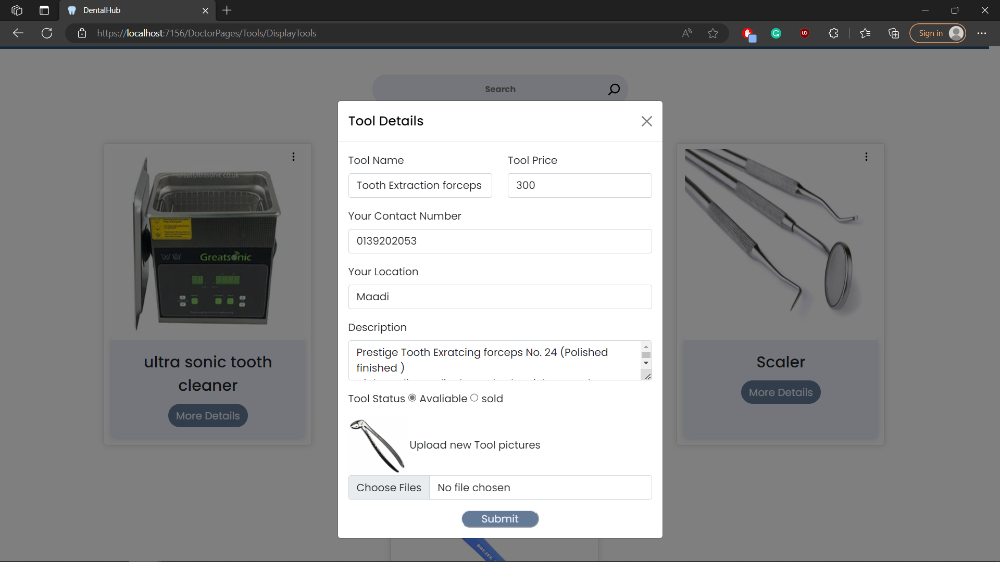 DentalHub
https://localhost:7156/DoctorPages/Tools/DisplayTools
Sign in
Search
Tool Details
Tool Name
Tool Price
Tooth Extraction forceps
300
Your Contact Number
0139202053
Your Location
Maadi
Description
Prestige Tooth Exratcing forceps No. 24 (Polished
finished )
Tool Status Avaliable sold
Upload new Tool pictures
Choose Files No file chosen
Submit
GreatUltrasonic.co.uk
Greatsonic
ultra sonic tooth
cleaner
More Details
Scaler
More Details